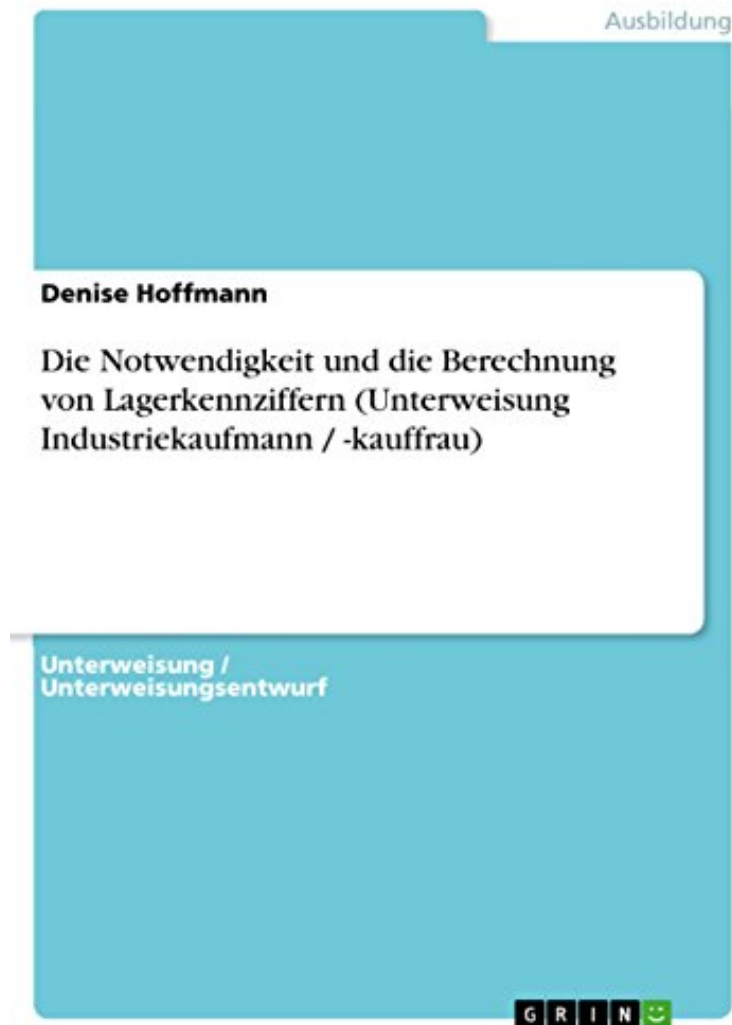 Ausbildung
Denise Hoffmann
Die Notwendigkeit und die Berechnung
von Lagerkennziffern (Unterweisung
Industriekaufmann / -kauffrau)
Unterweisung /
Unterweisungsentwurf
GRIN